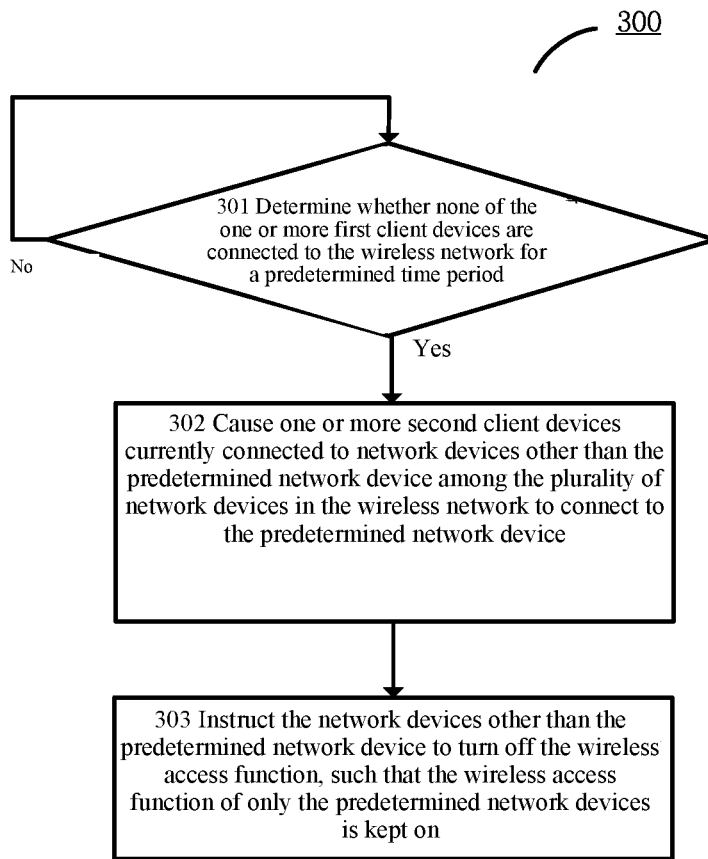 300
301 Determine whether none of the
one or more first client devices are
connected to the wireless network for
a predetermined time period
No
Yes
302 Cause one or more second client devices
currently connected to network devices other than the
predetermined network device among the plurality of
network devices in the wireless network to connect to
the predetermined network device
303 Instruct the network devices other than the
predetermined network device to turn off the wireless
access function, such that the wireless access
function of only the predetermined network devices
is kept on